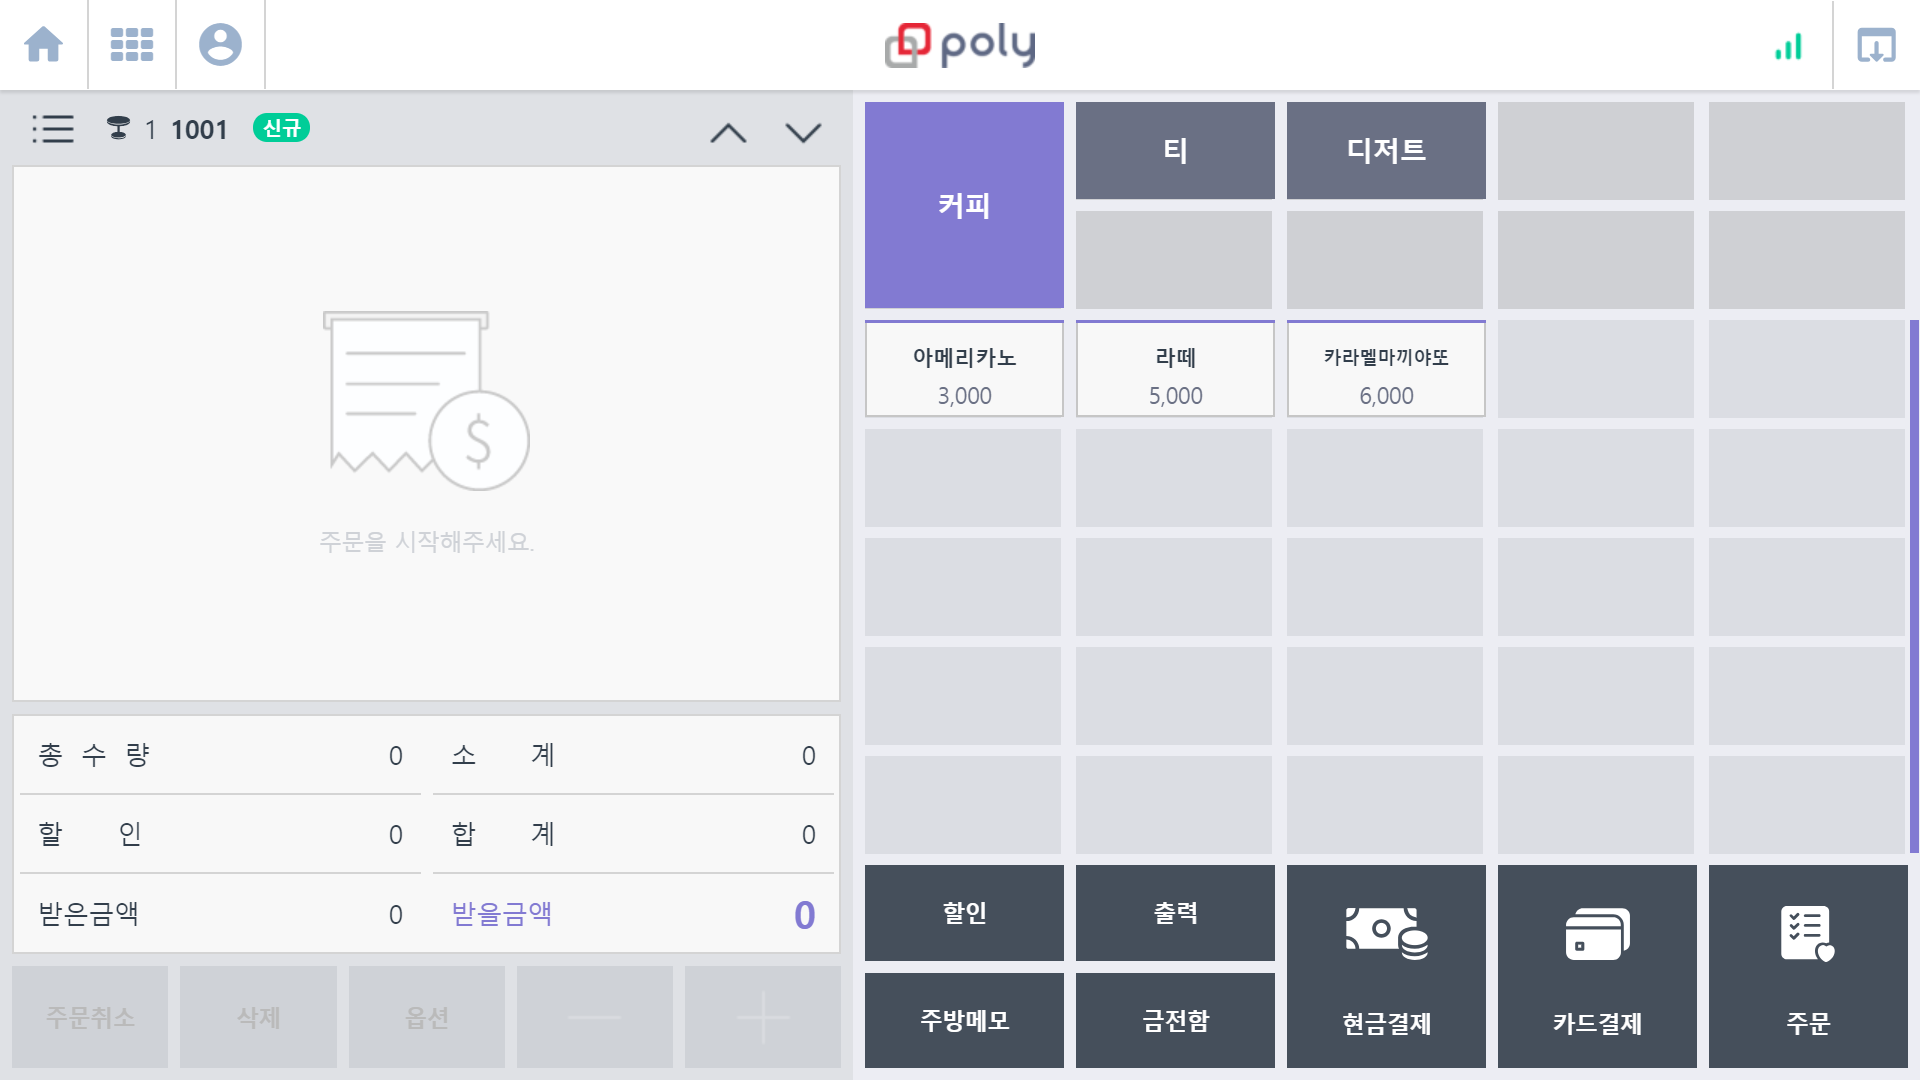 poly
1 1001 신규
주문을 시작해주세요.
총 수 량 0 소 계 0
할 인 0 합 계 0
받은금액 0 받을금액 0
주문취소 삭제 옵션
커피 티 디저트
아메리카노 라떼 카라멜마끼야또
3,000 5,000 6,000
할인 출력
주방메모 금전함 현금결제 카드결제 주문